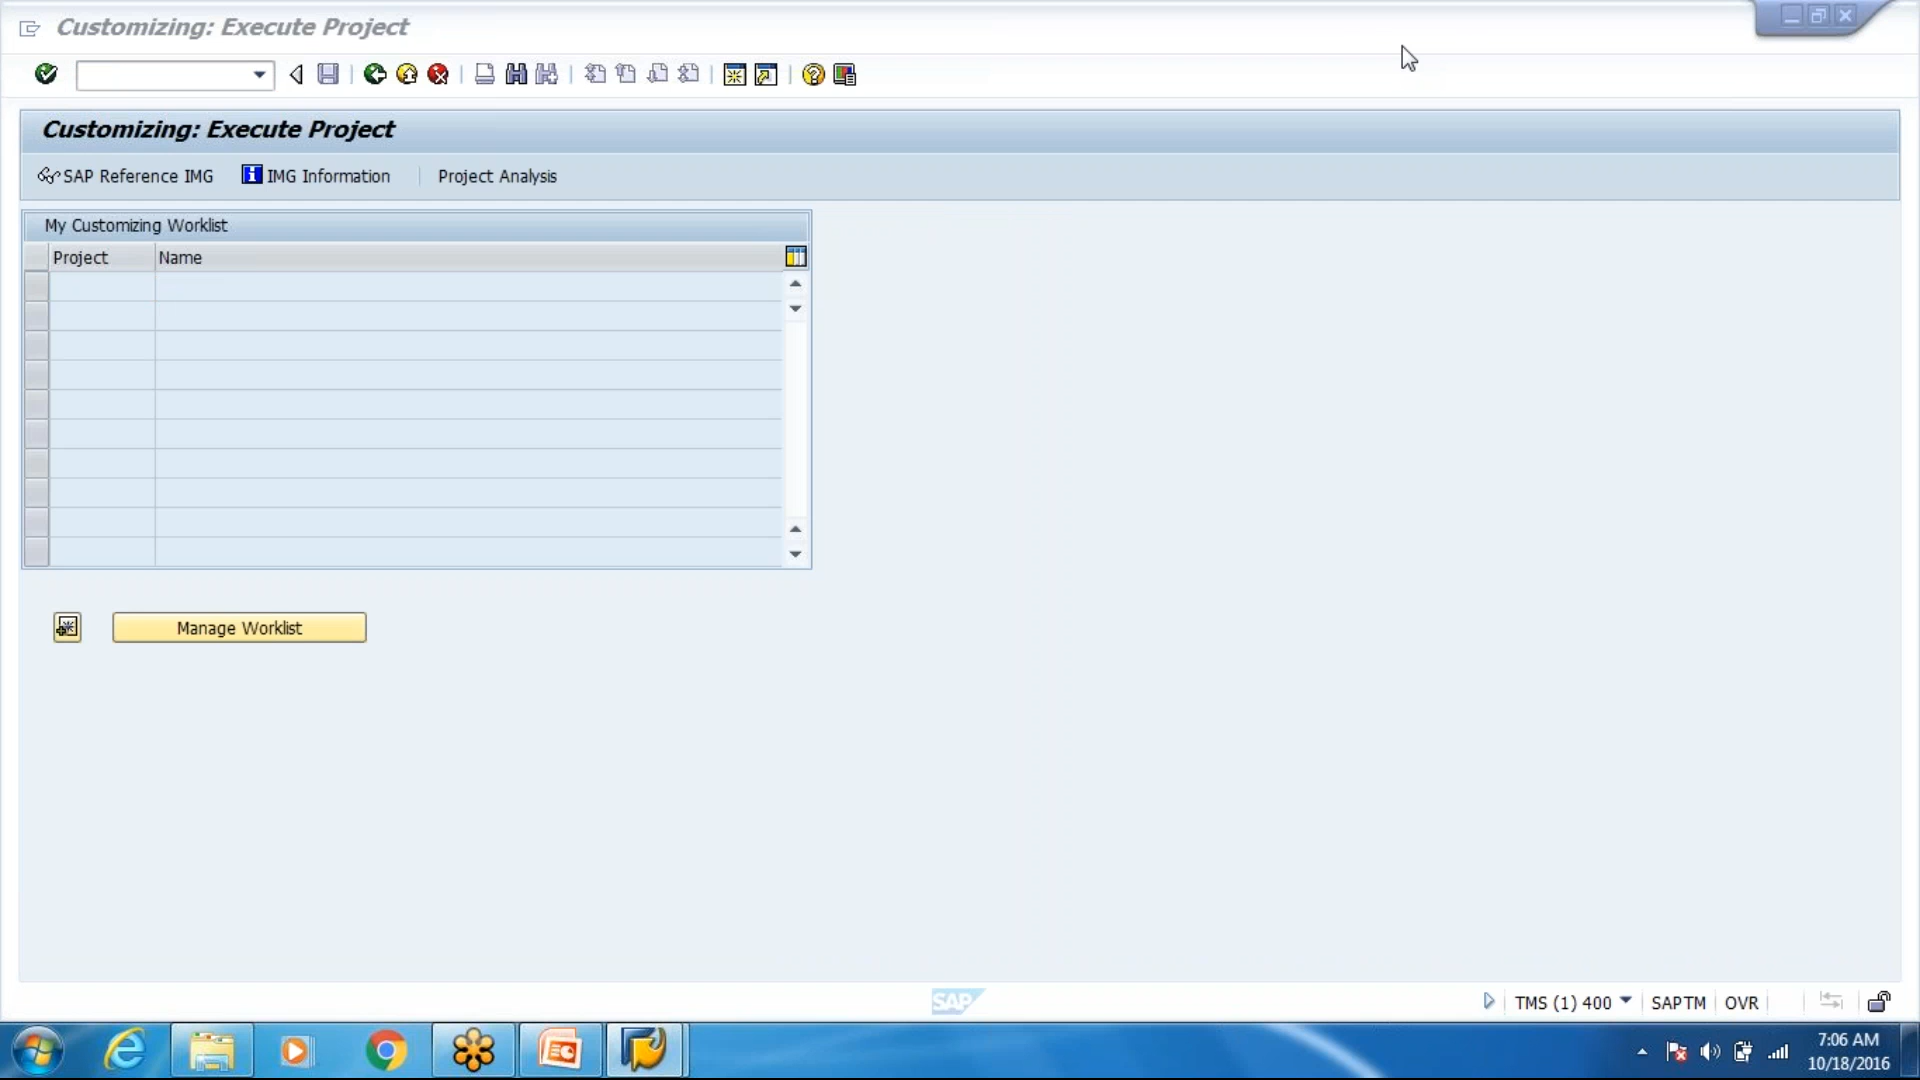 Customizing: Execute Project
Customizing: Execute Project
SAP Reference IMG IMG Information Project Analysis
My Customizing Worklist
Project Name
Manage Worklist
SAP TMS (1) 400 SAPTM OVR
7:06 AM
10/18/2016